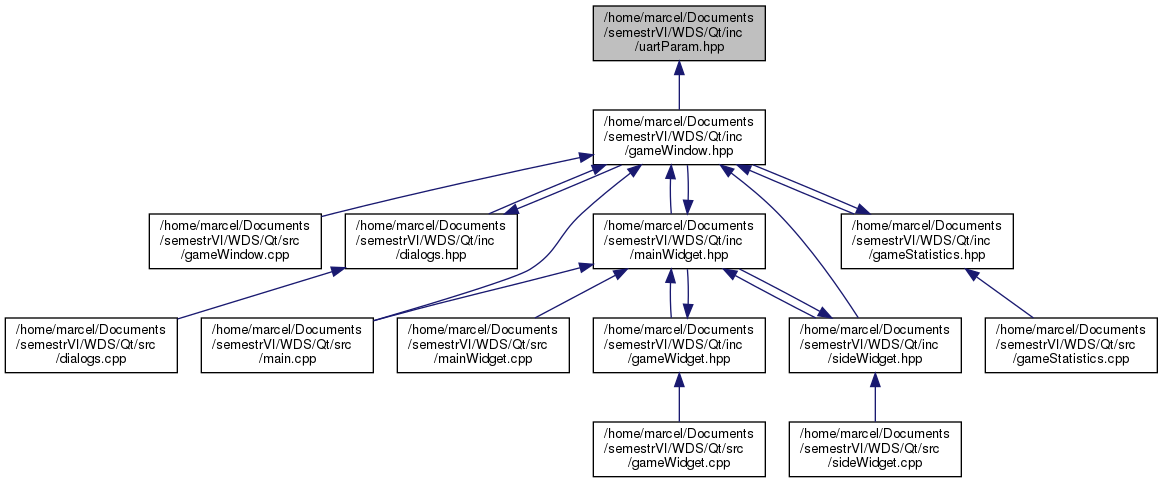 /home/marcel/Documents
/semestrVI/WDS/Qt/inc
/uartParam.hpp
/home/marcel/Documents
/semestrVI/WDS/Qt/inc
/gameWindow.hpp
/home/marcel/Documents
/semestrVI/WDS/Qt/src
/gameWindow.cpp
/home/marcel/Documents
/semestrVI/WDS/Qt/inc
/dialogs.hpp
/home/marcel/Documents
/semestrVI/WDS/Qt/inc
/mainWidget.hpp
/home/marcel/Documents
/semestrVI/WDS/Qt/inc
/gameStatistics.hpp
/home/marcel/Documents
/semestrVI/WDS/Qt/src
/dialogs.cpp
/home/marcel/Documents
/semestrVI/WDS/Qt/src
/main.cpp
/home/marcel/Documents
/semestrVI/WDS/Qt/src
/mainWidget.cpp
/home/marcel/Documents
/semestrVI/WDS/Qt/inc
/gameWidget.hpp
/home/marcel/Documents
/semestrVI/WDS/Qt/inc
/sideWidget.hpp
/home/marcel/Documents
/semestrVI/WDS/Qt/src
/gameStatistics.cpp
/home/marcel/Documents
/semestrVI/WDS/Qt/src
/gameWidget.cpp
/home/marcel/Documents
/semestrVI/WDS/Qt/src
/sideWidget.cpp